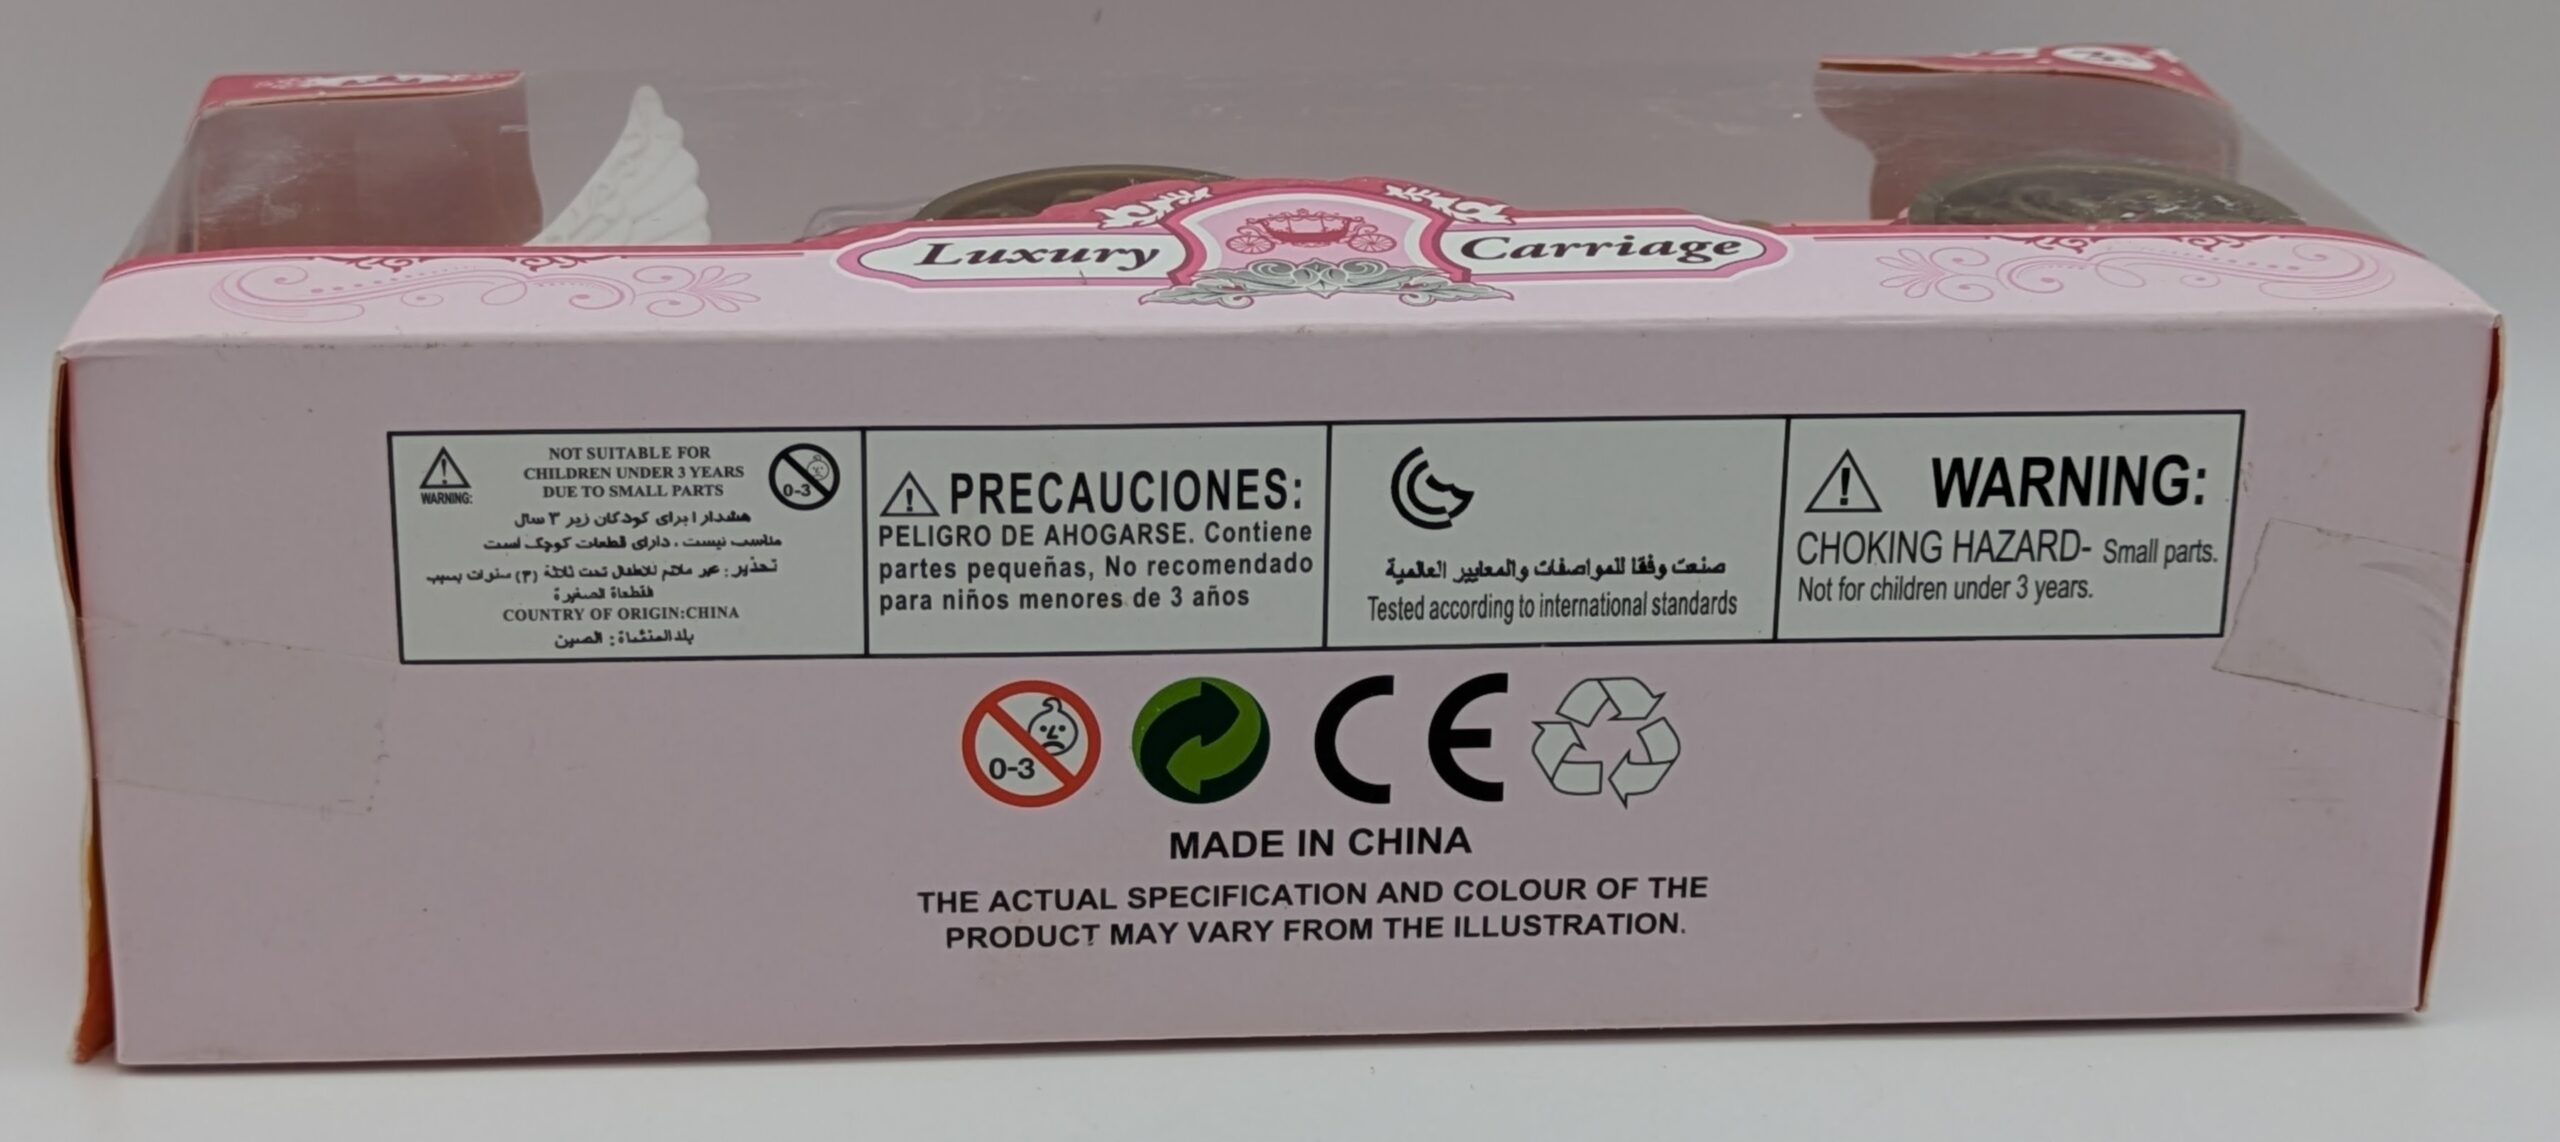 Luxury Carriage
WARNING:
NOT SUITABLE FOR
CHILDREN UNDER 3 YEARS
DUE TO SMALL PARTS
0-3
هشدار ! برای کودکان زیر ۳ سال
مناسب نیست ، دارای قطعات کوچک است
تحذير : غير ملائم للاطفال تحت ثلاثة (٣) سنوات بسبب
القطعاة الصغيرة
COUNTRY OF ORIGIN:CHINA
بلد المنشاة : الصين
PRECAUCIONES:
PELIGRO DE AHOGARSE. Contiene
partes pequeñas, No recomendado
para niños menores de 3 años
صنعت وفقا للمواصفات والمعايير العالمية
Tested according to international standards
WARNING:
CHOKING HAZARD- Small parts.
Not for children under 3 years.
0-3
CE
MADE IN CHINA
THE ACTUAL SPECIFICATION AND COLOUR OF THE
PRODUCT MAY VARY FROM THE ILLUSTRATION.